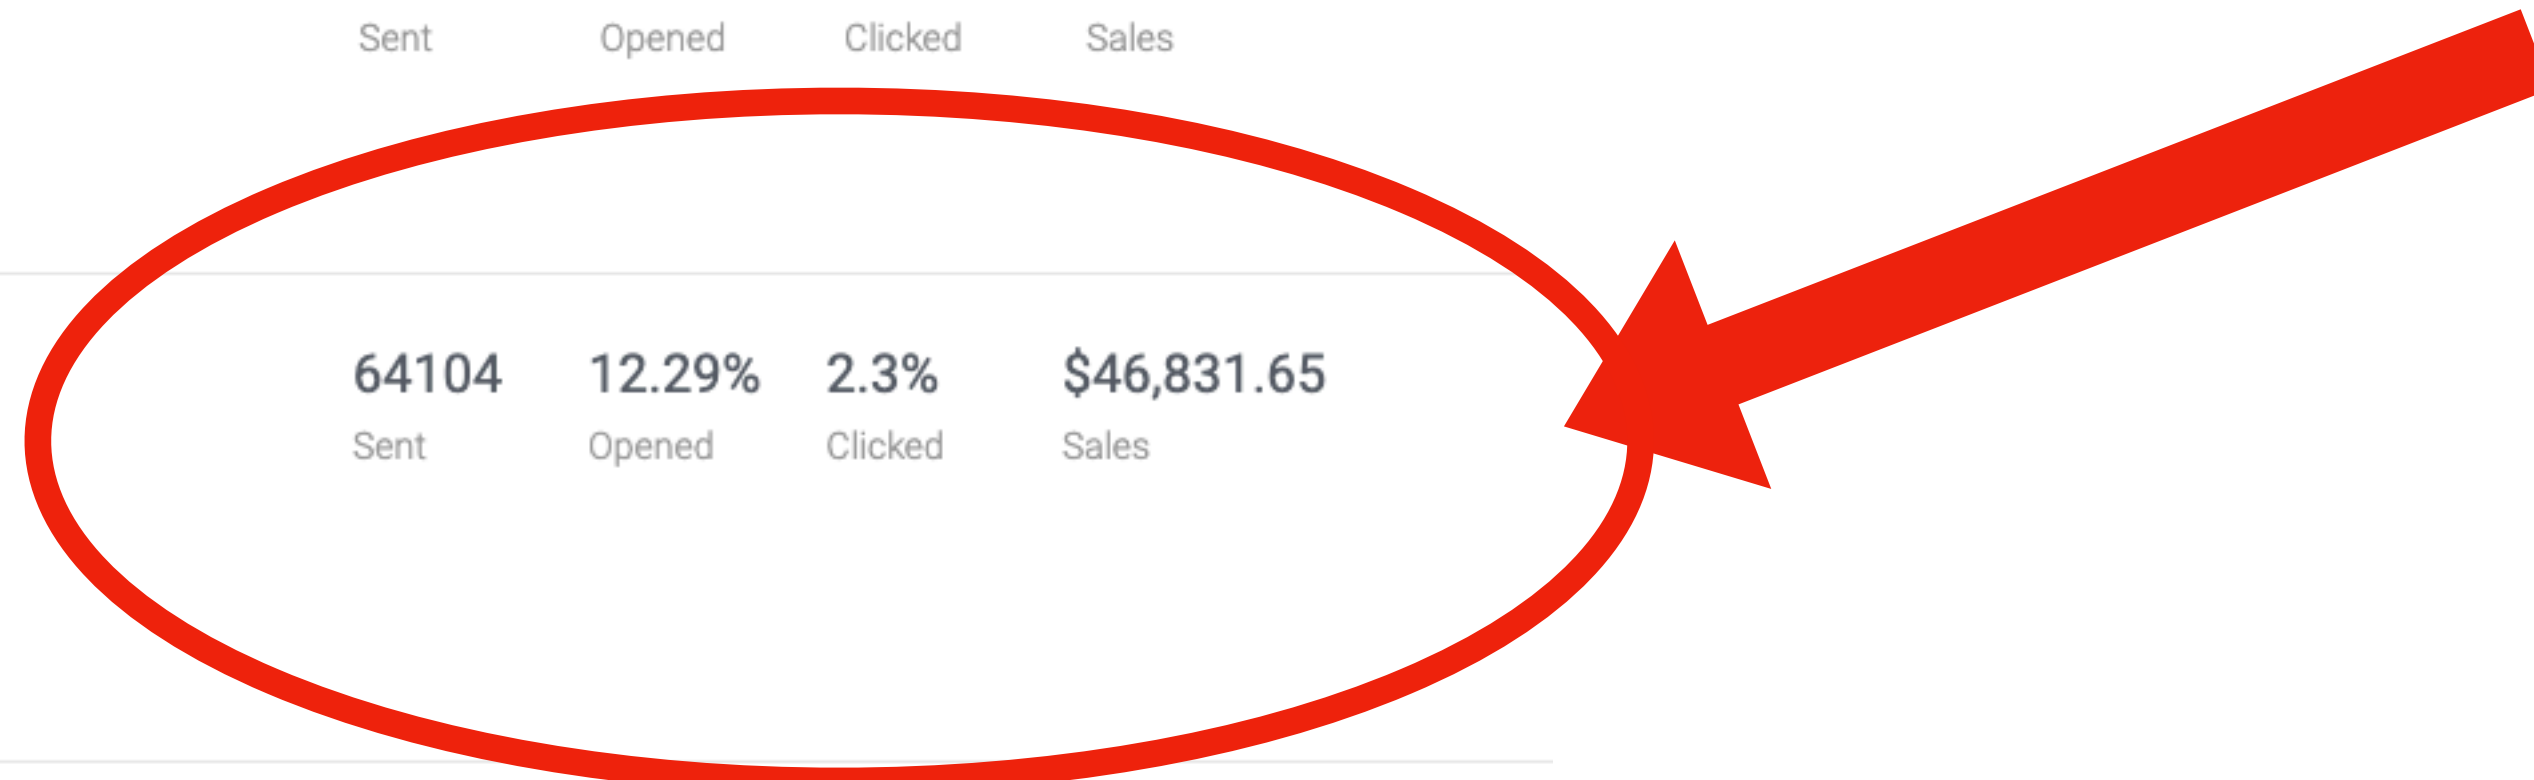 Sent Opened Clicked Sales
64104 12.29% 2.3% $46,831.65
Sent Opened Clicked Sales